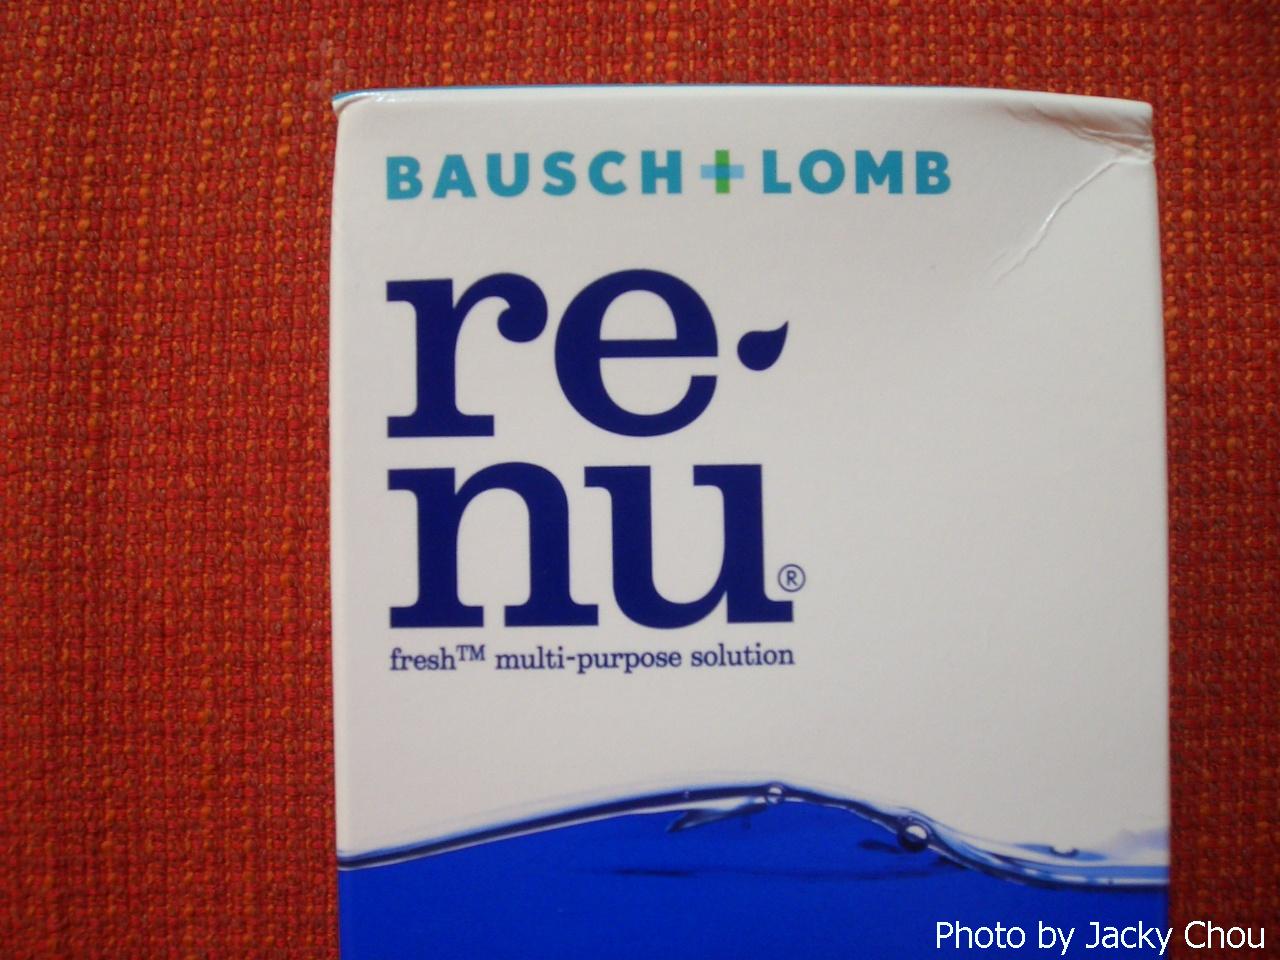 BAUSCH + LOMB
re
nu®
fresh™ multi-purpose solution
Photo by Jacky Chou